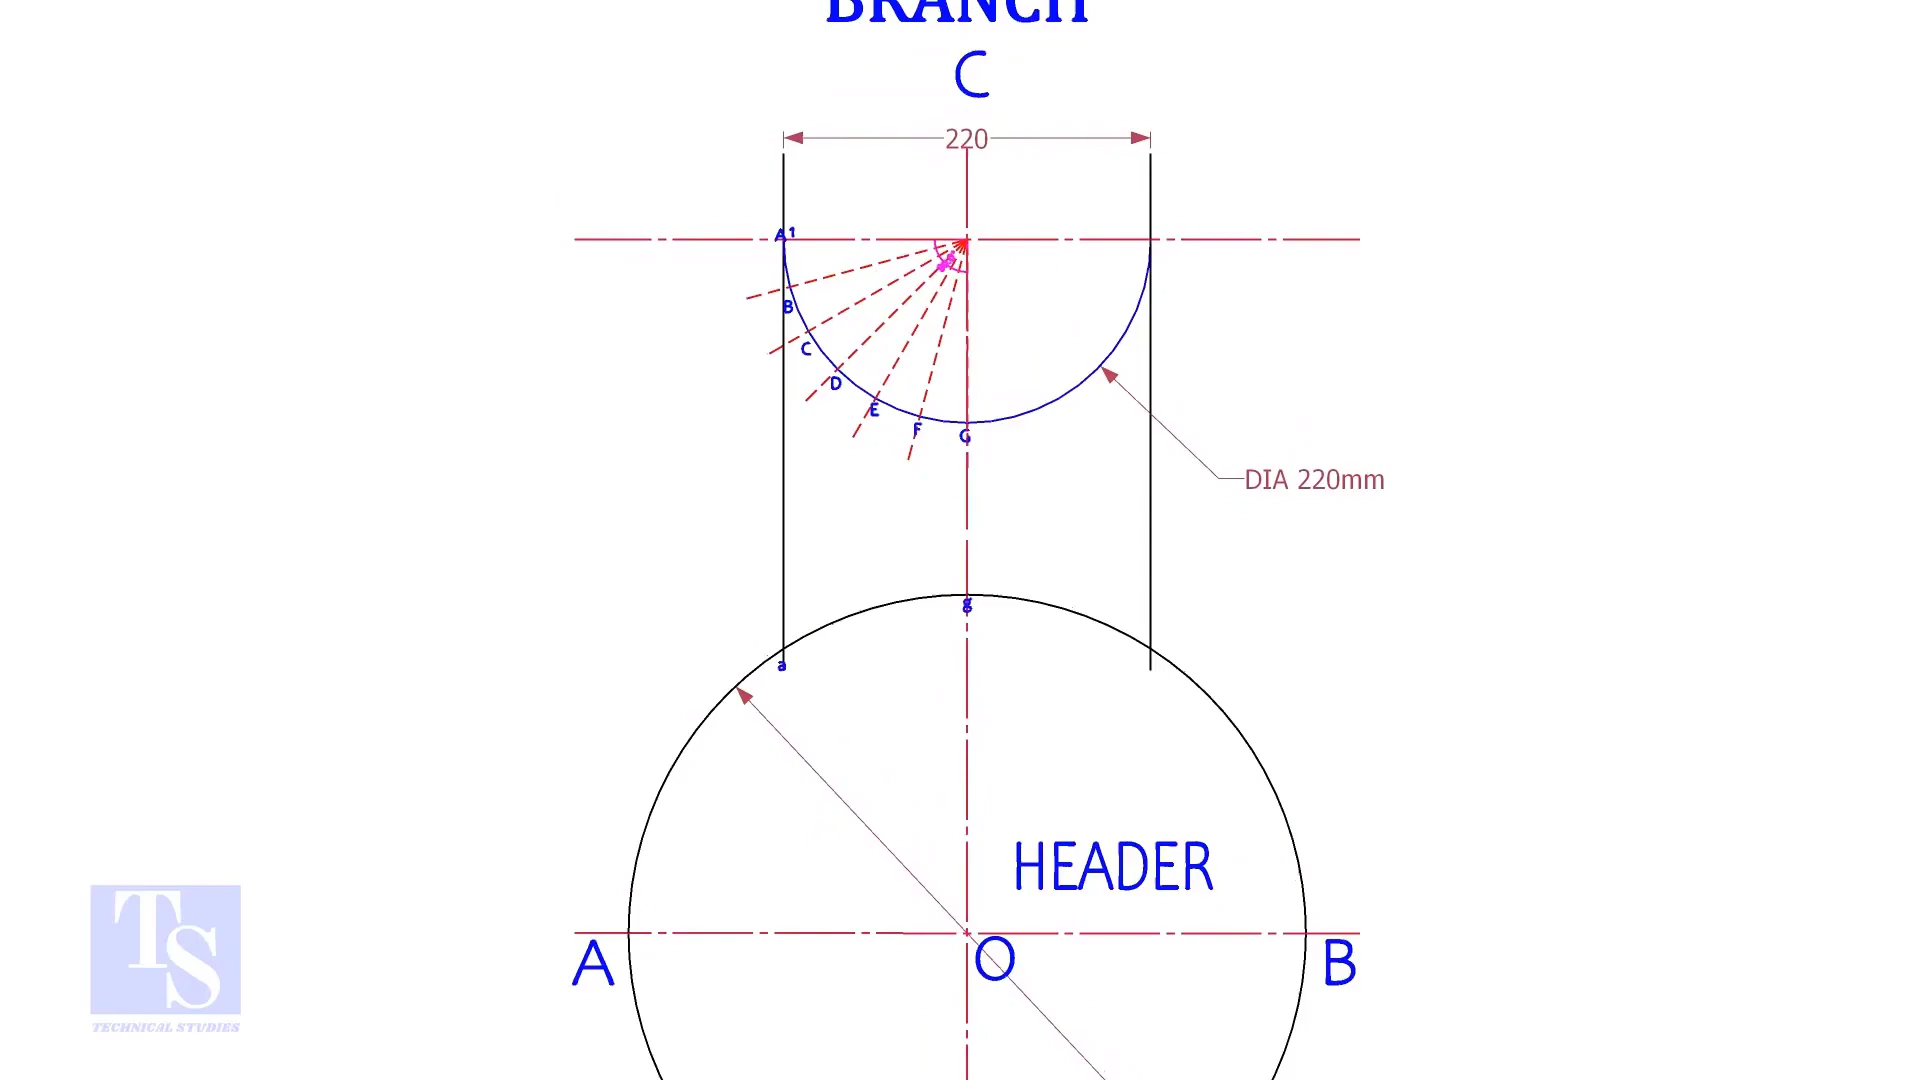 BRANCH
C
220
A¹
B
C
D
E
F
G
DIA 220mm
g
a
HEADER
A
O
B
TS
TECHNICAL STUDIES